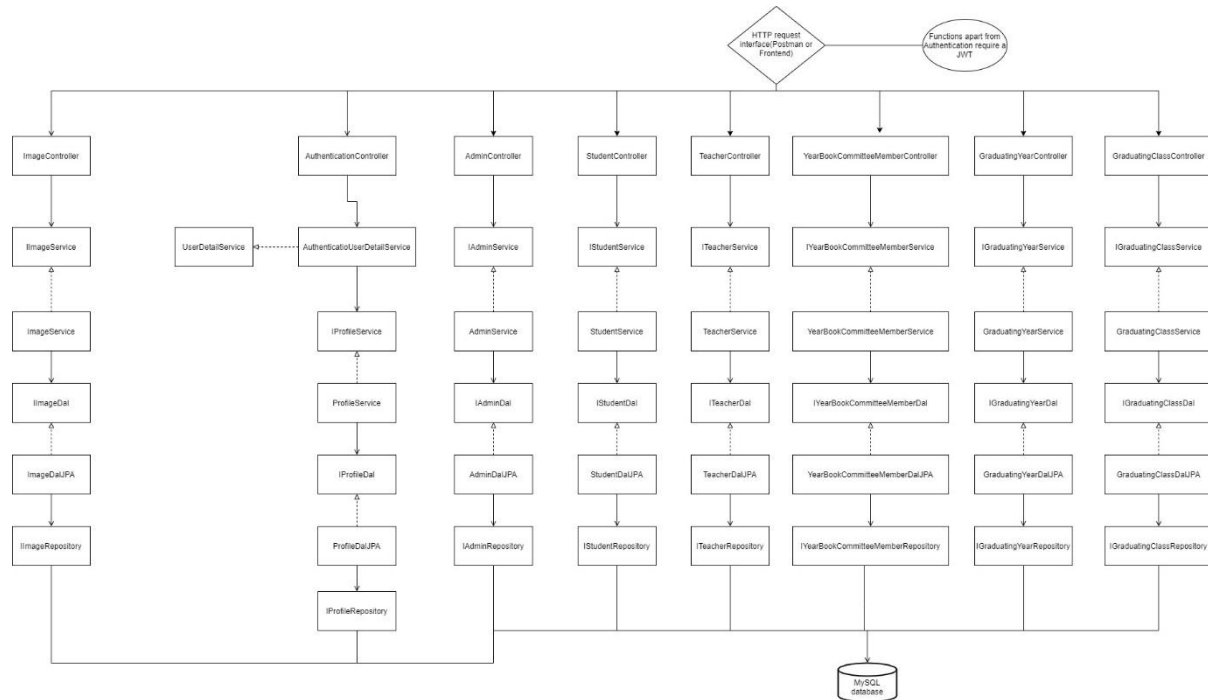 HTTP request
interface(Postman or
Frontend)
Functions apart from
Authentication require a
JWT
ImageController
AuthenticationController
AdminController
StudentController
TeacherController
YearBookCommitteeMemberController
GraduatingYearController
GraduatingClassController
IImageService
UserDetailService
AuthenticatioUserDetailService
IAdminService
IStudentService
ITeacherService
IYearBookCommitteeMemberService
IGraduatingYearService
IGraduatingClassService
ImageService
IProfileService
AdminService
StudentService
TeacherService
YearBookCommitteeMemberService
GraduatingYearService
GraduatingClassService
IImageDal
ProfileService
IAdminDal
IStudentDal
ITeacherDal
IYearBookCommitteeMemberDal
IGraduatingYearDal
IGraduatingClassDal
ImageDalJPA
IProfileDal
AdminDalJPA
StudentDalJPA
TeacherDalJPA
YearBookCommitteeMemberDalJPA
GraduatingYearDalJPA
GraduatingClassDalJPA
IImageRepository
ProfileDalJPA
IAdminRepository
IStudentRepository
ITeacherRepository
IYearBookCommitteeMemberRepository
IGraduatingYearRepository
IGraduatingClassRepository
IProfileRepository
MySQL
database